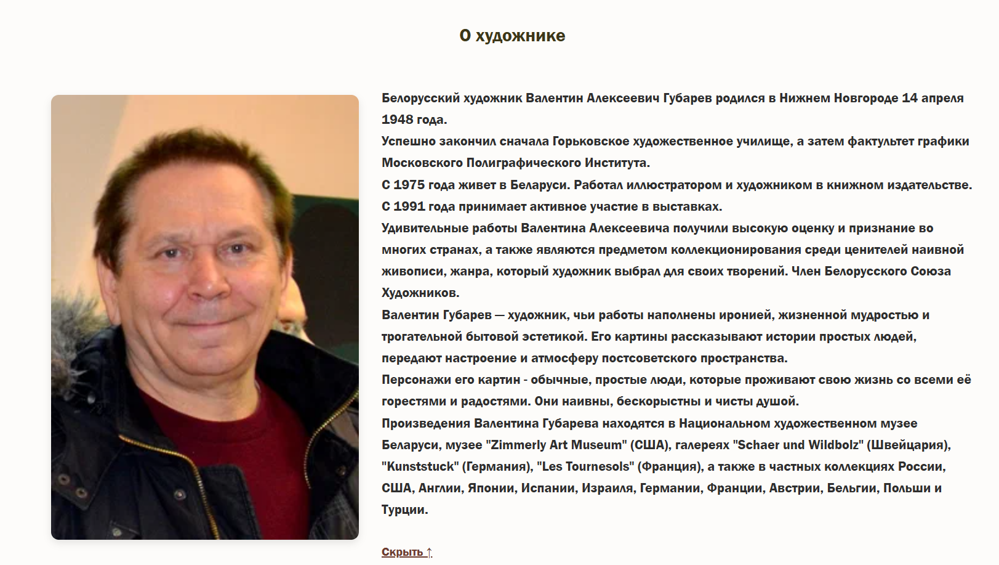 О художнике
Белорусский художник Валентин Алексеевич Губарев родился в Нижнем Новгороде 14 апреля
1948 года.
Успешно закончил сначала Горьковское художественное училище, а затем фактультет графики
Московского Полиграфического Института.
С 1975 года живет в Беларуси. Работал иллюстратором и художником в книжном издательстве.
С 1991 года принимает активное участие в выставках.
Удивительные работы Валентина Алексеевича получили высокую оценку и признание во
многих странах, а также являются предметом коллекционирования среди ценителей наивной
живописи, жанра, который художник выбрал для своих творений. Член Белорусского Союза
Художников.
Валентин Губарев — художник, чьи работы наполнены иронией, жизненной мудростью и
трогательной бытовой эстетикой. Его картины рассказывают истории простых людей,
передают настроение и атмосферу постсоветского пространства.
Персонажи его картин - обычные, простые люди, которые проживают свою жизнь со всеми её
горестями и радостями. Они наивны, бескорыстны и чисты душой.
Произведения Валентина Губарева находятся в Национальном художественном музее
Беларуси, музее "Zimmerly Art Museum" (США), галереях "Schaer und Wildbolz" (Швейцария),
"Kunststuck" (Германия), "Les Tournesols" (Франция), а также в частных коллекциях России,
США, Англии, Японии, Испании, Израиля, Германии, Франции, Австрии, Бельгии, Польши и
Турции.
Скрыть ↑